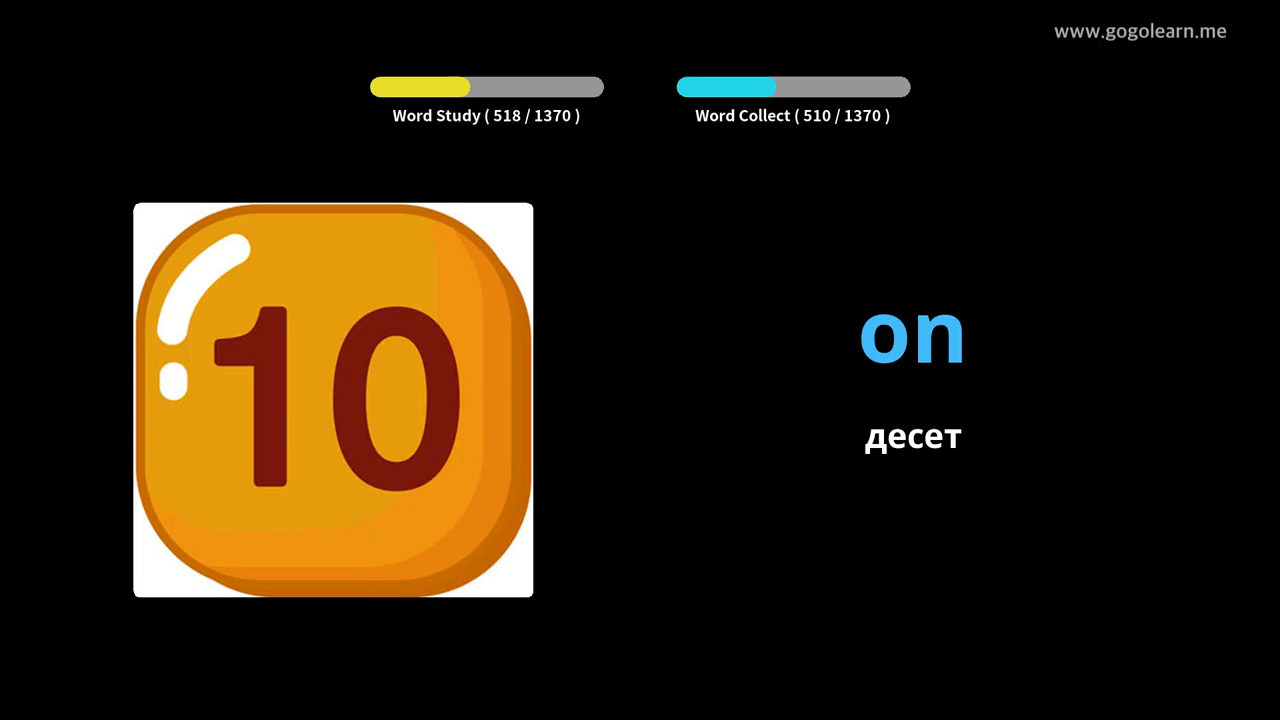 www.gogolearn.me
Word Study ( 518 / 1370 )
Word Collect ( 510 / 1370 )
10
on
десет